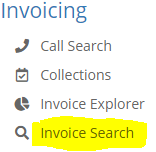 Invoicing
Call Search
Collections
Invoice Explorer
Invoice Search